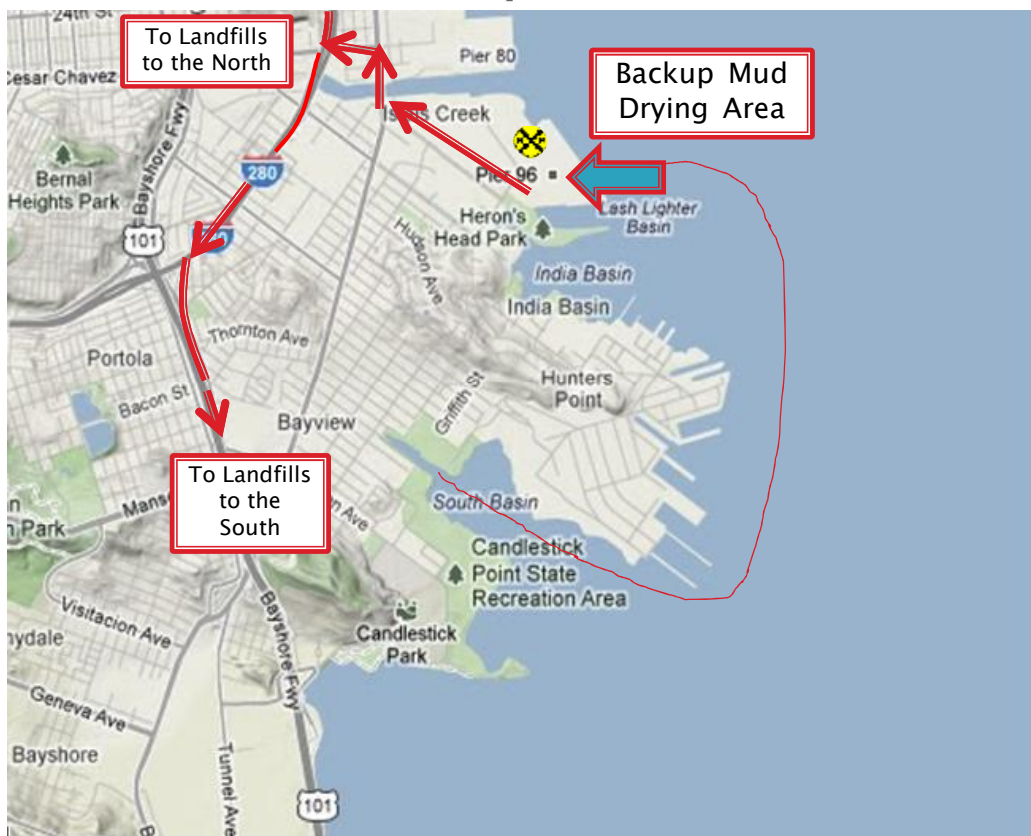 24th St
To Landfills
to the North
Cesar Chavez
Pier 80
Backup Mud
Drying Area
Creek
Bayshore Fwy
280
Pier 96
Bernal
Heights Park
101
Lash Lighter
Basin
Heron's
Head Park
Hudson Ave
India Basin
India Basin
Thornton Ave
Portola
Bacon St
Hunters
Point
Griffith St
Bayview
To Landfills
to the
South
Ave
South Basin
Park
Candlestick
Point State
Recreation Area
Visitacion Ave
Bayshore Fwy
Candlestick
Park
Geneva Ave
Bayshore
Tunnel Ave
101
B